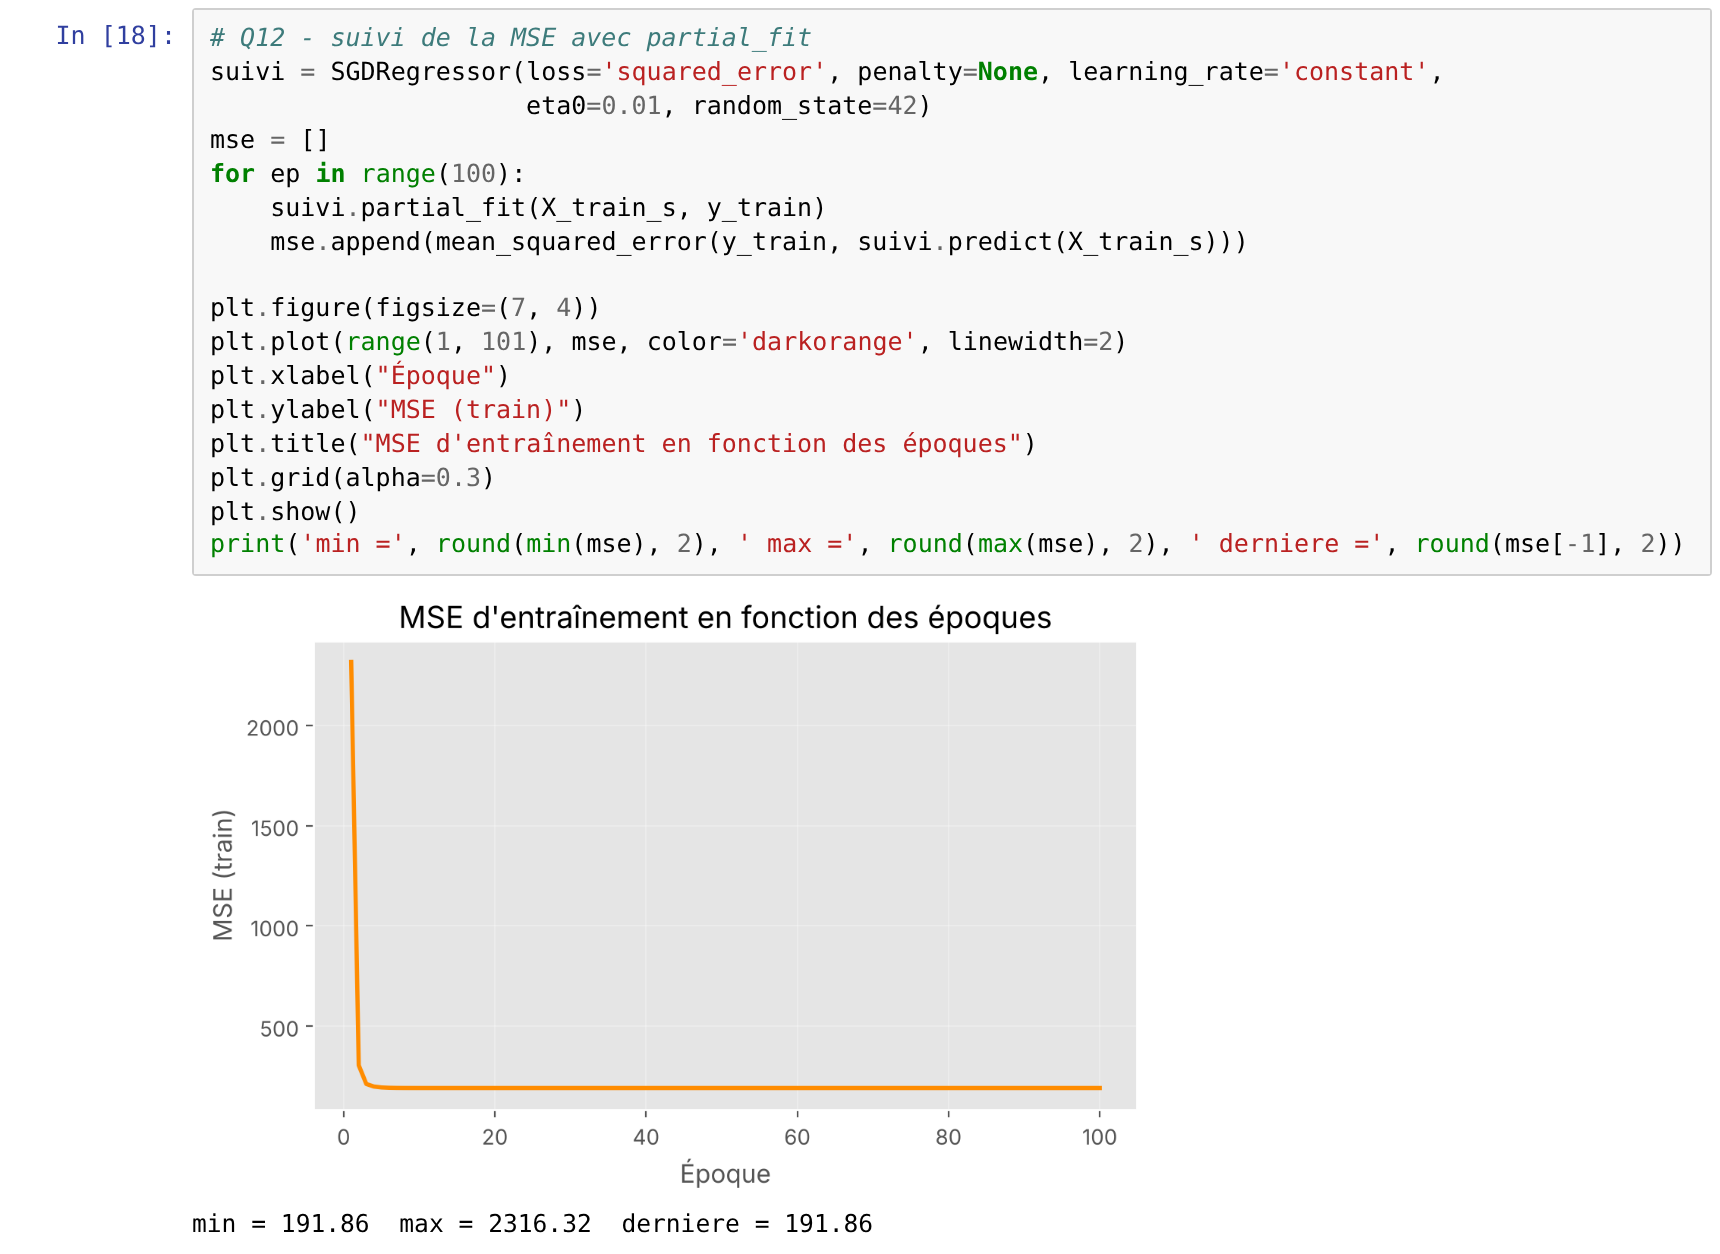 In [18]:
# Q12 - suivi de la MSE avec partial_fit
suivi = SGDRegressor(loss='squared_error', penalty=None, learning_rate='constant',
                     eta0=0.01, random_state=42)
mse = []
for ep in range(100):
    suivi.partial_fit(X_train_s, y_train)
    mse.append(mean_squared_error(y_train, suivi.predict(X_train_s)))

plt.figure(figsize=(7, 4))
plt.plot(range(1, 101), mse, color='darkorange', linewidth=2)
plt.xlabel("Époque")
plt.ylabel("MSE (train)")
plt.title("MSE d'entraînement en fonction des époques")
plt.grid(alpha=0.3)
plt.show()
print('min =', round(min(mse), 2), ' max =', round(max(mse), 2), ' derniere =', round(mse[-1], 2))
MSE d'entraînement en fonction des époques
MSE (train)
2000
1500
1000
500
0 20 40 60 80 100
Époque
min = 191.86  max = 2316.32  derniere = 191.86